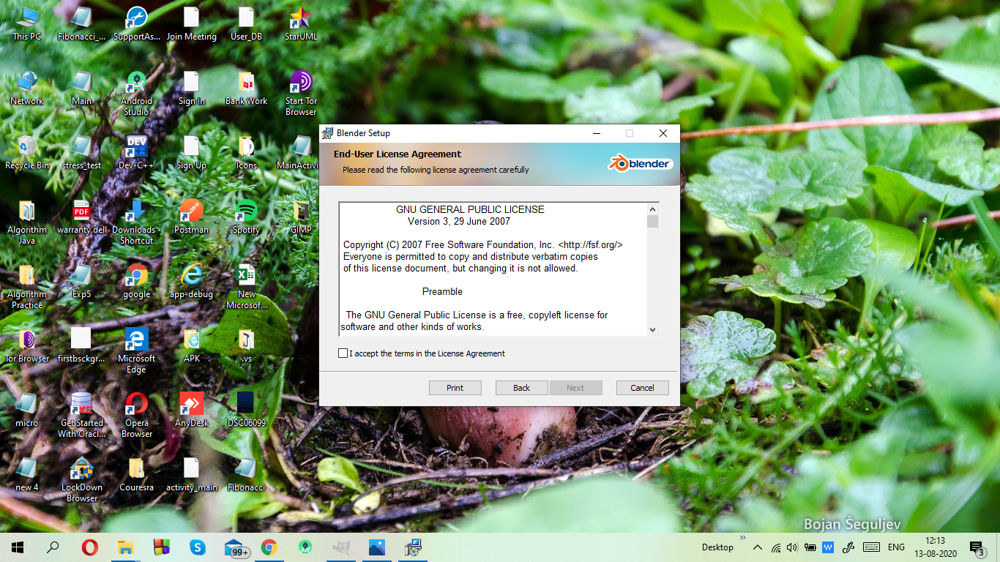 This PC
Fibonacci_...
SupportAs...
Join Meeting
User_DB
StarUML
Network
Main
Android
Studio
Sign In
Bank Work
Start Tor
Browser
Recycle Bin
stress_test
DEV
Dev-C++
Sign Up
Icons
MainActivi
Algorithm
Java
PDF
warranty dell
Downloads -
Shortcut
Postman
Spotify
GIMP
Algorithm
Practice
Exp5
google
app-debug
New
Microsof...
Tor Browser
firstbsckgr...
Microsoft
Edge
APK
.vs
micro
Get Started
With Oracl...
Opera
Browser
AnyDesk
DSC06099
new 4
LockDown
Browser
Couresra
activity_main
Fibonacci
Blender Setup
End-User License Agreement
Please read the following license agreement carefully
blender
GNU GENERAL PUBLIC LICENSE
Version 3, 29 June 2007
Copyright (C) 2007 Free Software Foundation, Inc. <http://fsf.org/>
Everyone is permitted to copy and distribute verbatim copies
of this license document, but changing it is not allowed.
Preamble
The GNU General Public License is a free, copyleft license for
software and other kinds of works.
I accept the terms in the License Agreement
Print
Back
Next
Cancel
Bojan Šeguljev
99+
Desktop
ENG
12:13
13-08-2020
3